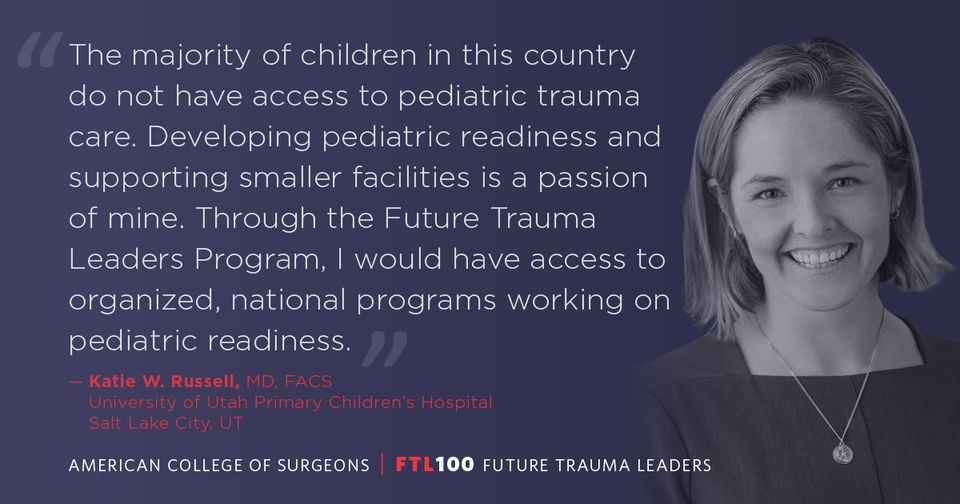 “The majority of children in this country
do not have access to pediatric trauma
care. Developing pediatric readiness and
supporting smaller facilities is a passion
of mine. Through the Future Trauma
Leaders Program, I would have access to
organized, national programs working on
pediatric readiness.”
— Katie W. Russell, MD, FACS
University of Utah Primary Children’s Hospital
Salt Lake City, UT
AMERICAN COLLEGE OF SURGEONS | FTL100 FUTURE TRAUMA LEADERS